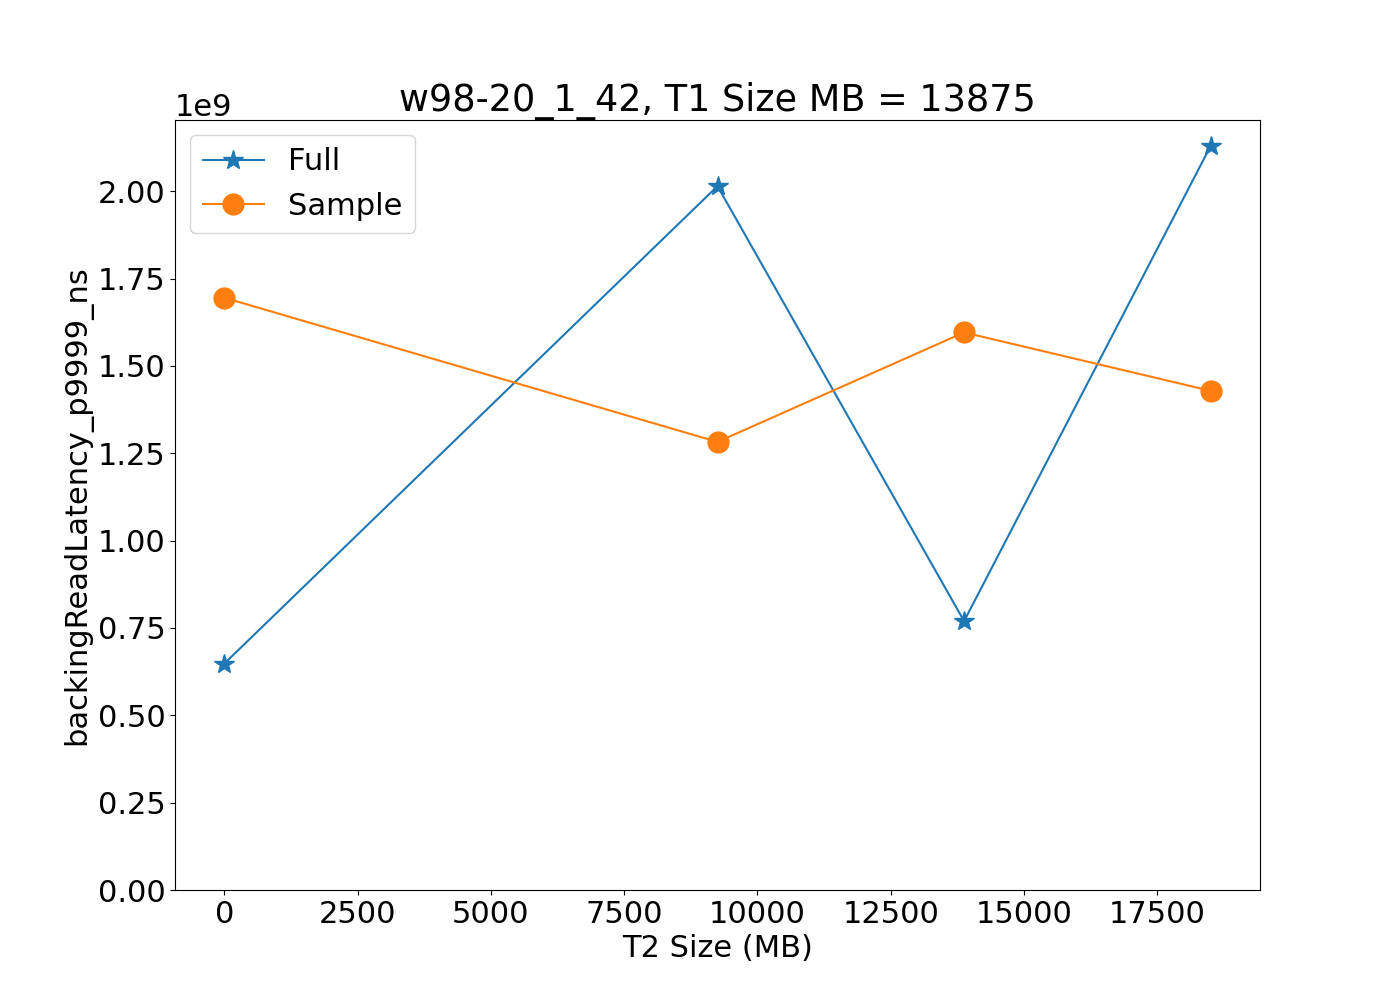 w98-20_1_42, T1 Size MB = 13875
1e9
Full
Sample
2.00
1.75
1.50
1.25
1.00
0.75
0.50
0.25
0.00
backingReadLatency_p9999_ns
0 2500 5000 7500 10000 12500 15000 17500
T2 Size (MB)